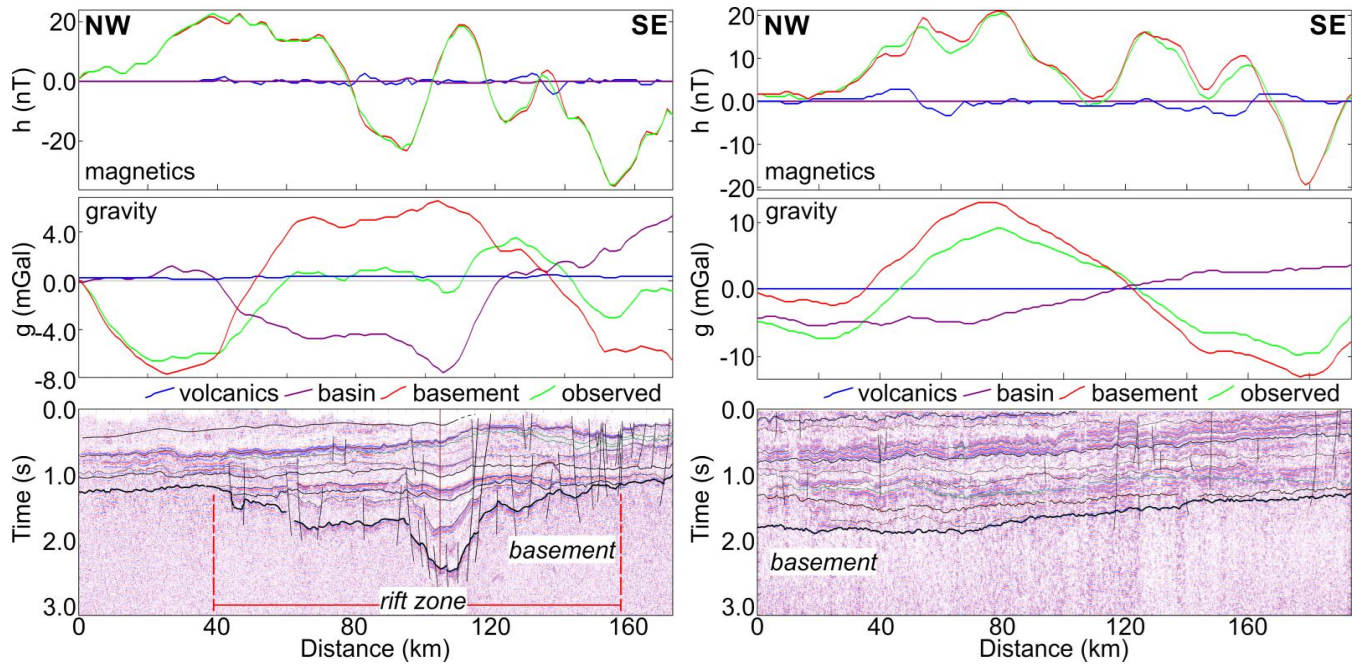 NW SE
20
0.0
-20
h (nT)
magnetics
gravity
4.0
0.0
-4.0
-8.0
g (mGal)
volcanics basin basement observed
0.0
1.0
2.0
3.0
Time (s)
basement
rift zone
0 40 80 120 160
Distance (km)
NW SE
20
10
0.0
-10
-20
h (nT)
magnetics
gravity
10
0.0
-10
g (mGal)
volcanics basin basement observed
0.0
1.0
2.0
3.0
Time (s)
basement
0 40 80 120 160
Distance (km)